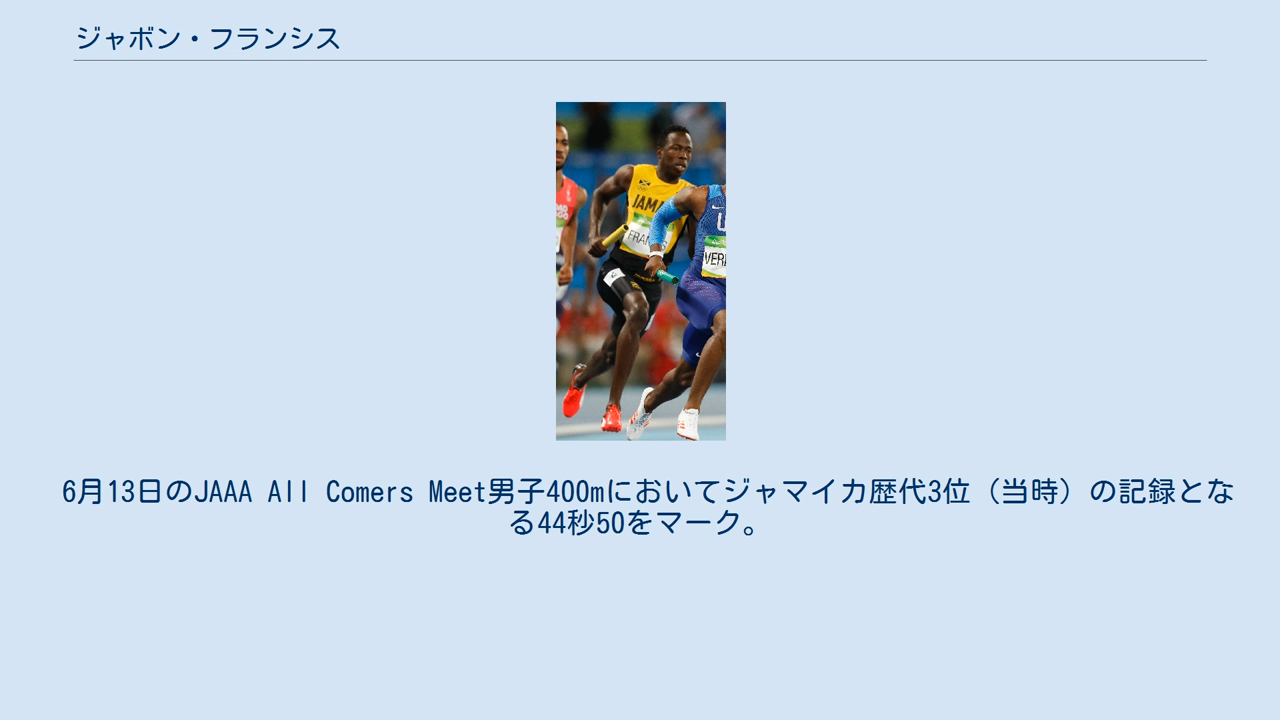 ジャボン・フランシス
JAMA
FRAN
VER
6月13日のJAAA All Comers Meet男子400mにおいてジャマイカ歴代3位（当時）の記録とな
る44秒50をマーク。